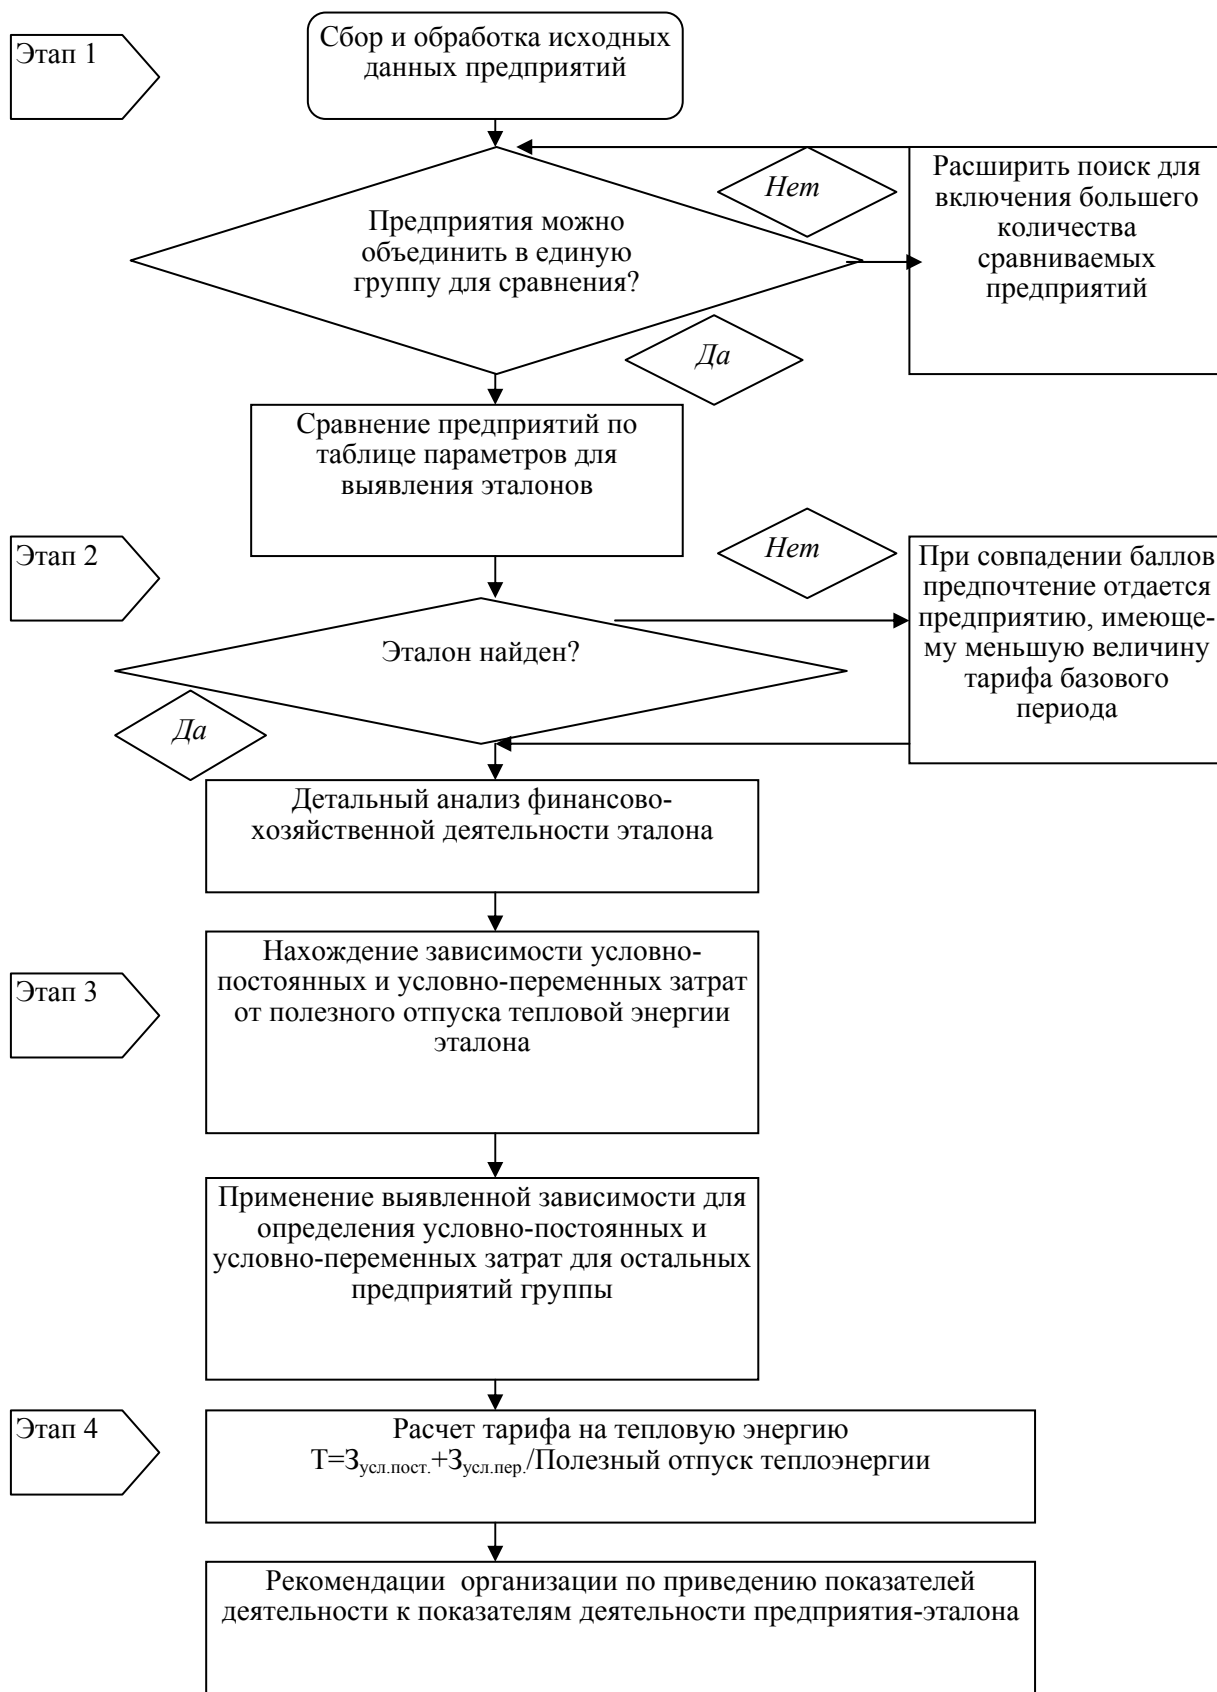 Этап 1
Сбор и обработка исходных
данных предприятий
Нет
Расширить поиск для
включения большего
количества
сравниваемых
предприятий
Предприятия можно
объединить в единую
группу для сравнения?
Да
Сравнение предприятий по
таблице параметров для
выявления эталонов
Этап 2
Нет
При совпадении баллов
предпочтение отдается
предприятию, имеюще-
му меньшую величину
тарифа базового
периода
Эталон найден?
Да
Детальный анализ финансово-
хозяйственной деятельности эталона
Этап 3
Нахождение зависимости условно-
постоянных и условно-переменных затрат
от полезного отпуска тепловой энергии
эталона
Применение выявленной зависимости для
определения условно-постоянных и
условно-переменных затрат для остальных
предприятий группы
Этап 4
Расчет тарифа на тепловую энергию
Т=Зусл.пост.+Зусл.пер./Полезный отпуск теплоэнергии
Рекомендации организации по приведению показателей
деятельности к показателям деятельности предприятия-эталона